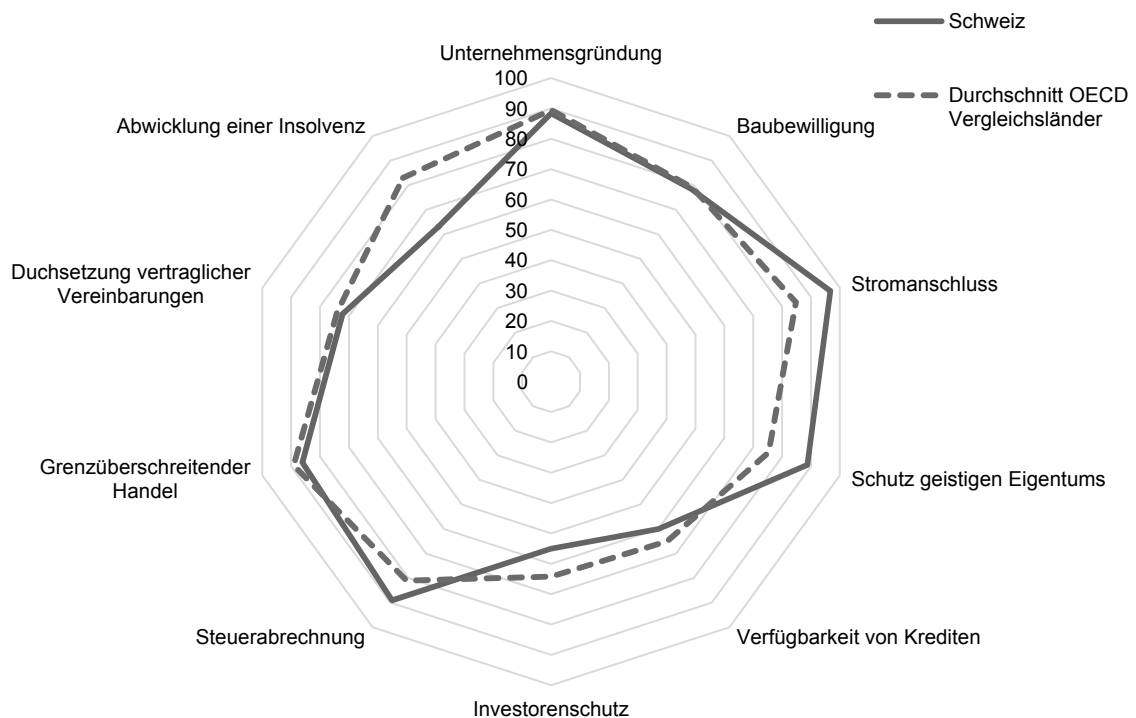 Schweiz
Durchschnitt OECD
Vergleichsländer
Unternehmensgründung
Baubewilligung
Stromanschluss
Schutz geistigen Eigentums
Verfügbarkeit von Krediten
Investorenschutz
Steuerabrechnung
Grenzüberschreitender
Handel
Duchsetzung vertraglicher
Vereinbarungen
Abwicklung einer Insolvenz
100
90
80
70
60
50
40
30
20
10
0